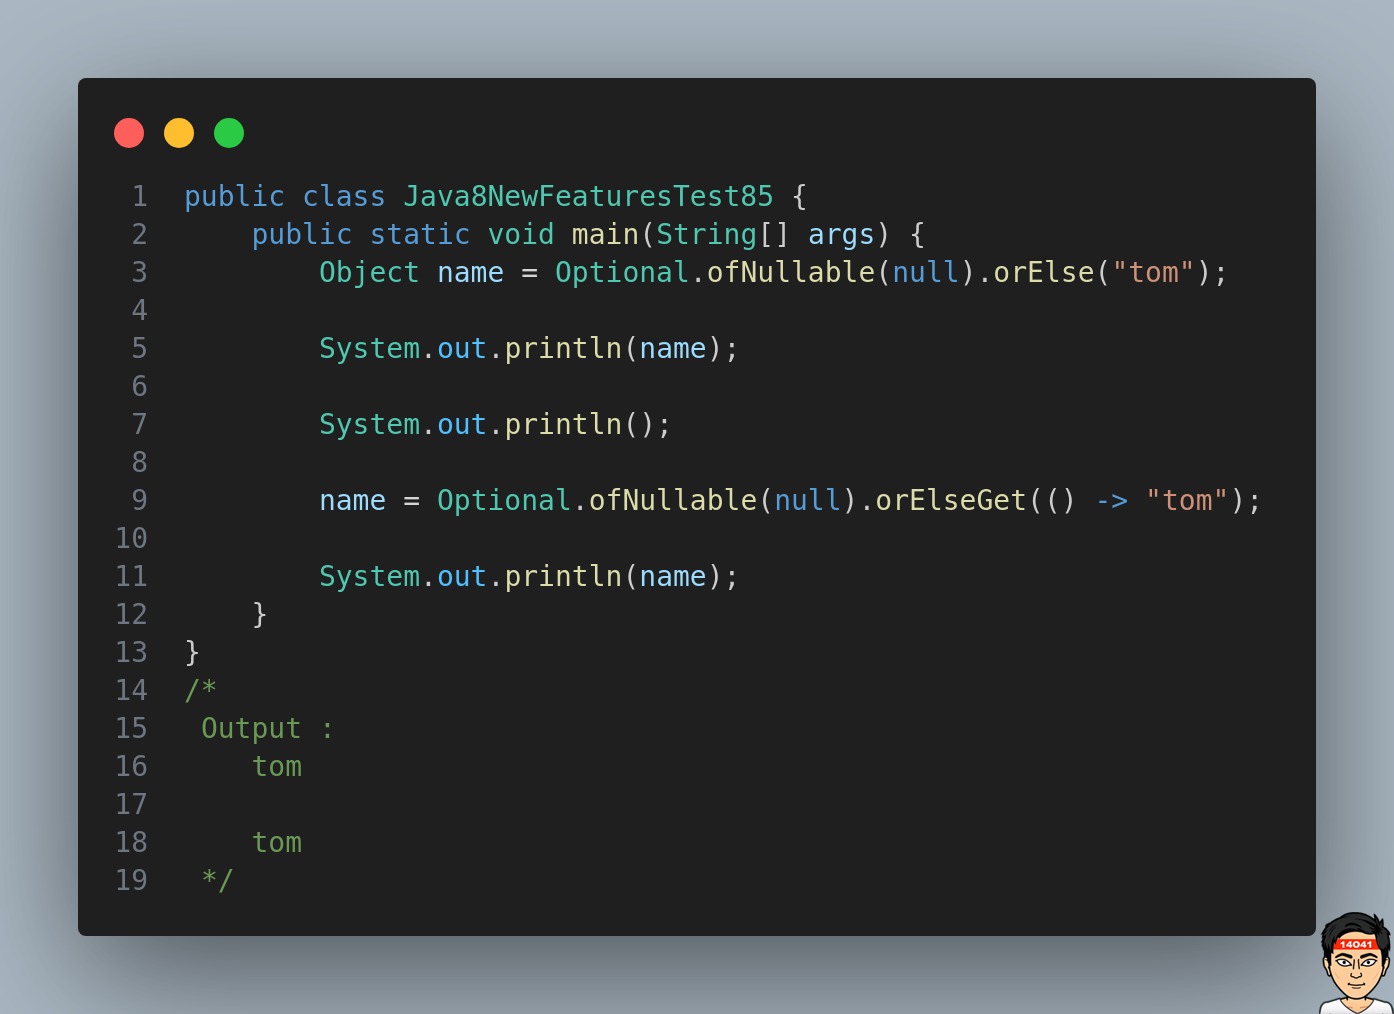 1 public class Java8NewFeaturesTest85 {
2     public static void main(String[] args) {
3         Object name = Optional.ofNullable(null).orElse("tom");
4
5         System.out.println(name);
6
7         System.out.println();
8
9         name = Optional.ofNullable(null).orElseGet(() -> "tom");
10
11         System.out.println(name);
12     }
13 }
14 /*
15  Output :
16     tom
17
18     tom
19  */
14041